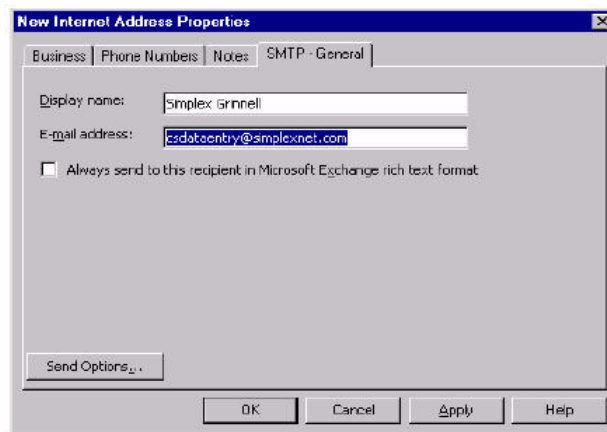 New Internet Address Properties
Business Phone Numbers Notes SMTP - General
Display name: Simplex Grinnell
E-mail address: csdataentry@simplexnet.com
Always send to this recipient in Microsoft Exchange rich text format
Send Options...
OK Cancel Apply Help